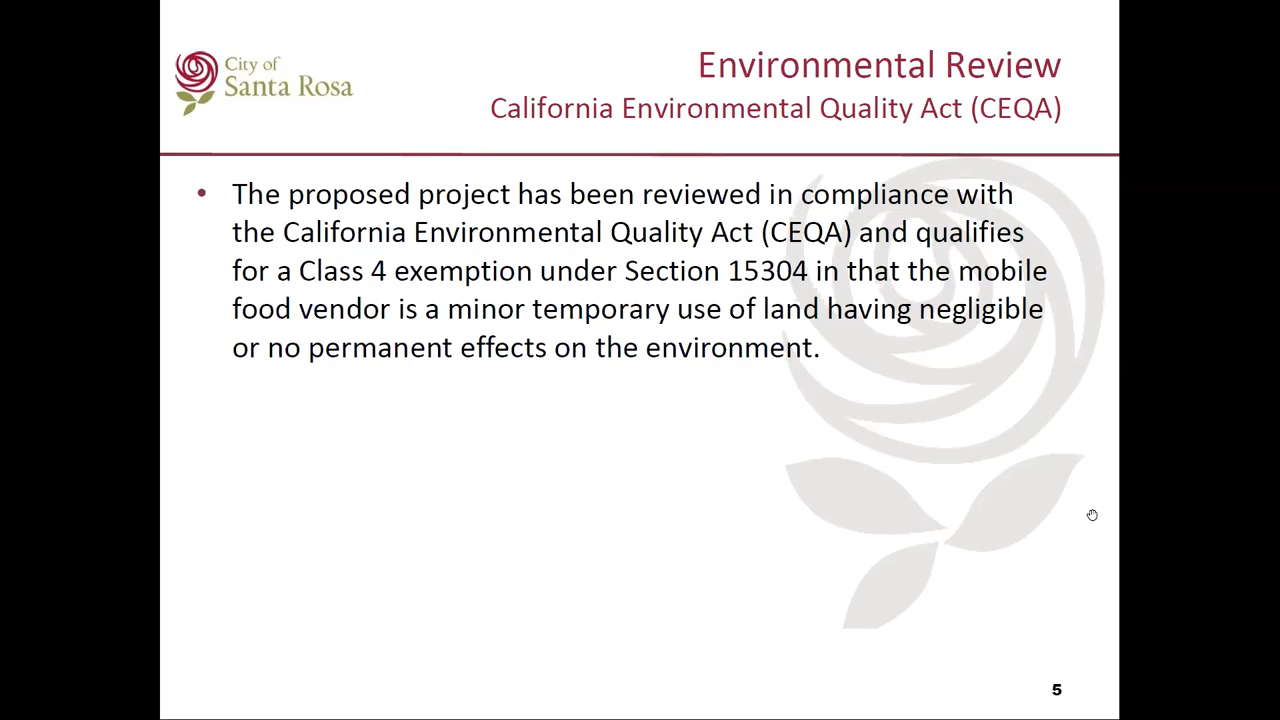 City of
Santa Rosa
Environmental Review
California Environmental Quality Act (CEQA)
• The proposed project has been reviewed in compliance with
the California Environmental Quality Act (CEQA) and qualifies
for a Class 4 exemption under Section 15304 in that the mobile
food vendor is a minor temporary use of land having negligible
or no permanent effects on the environment.
5